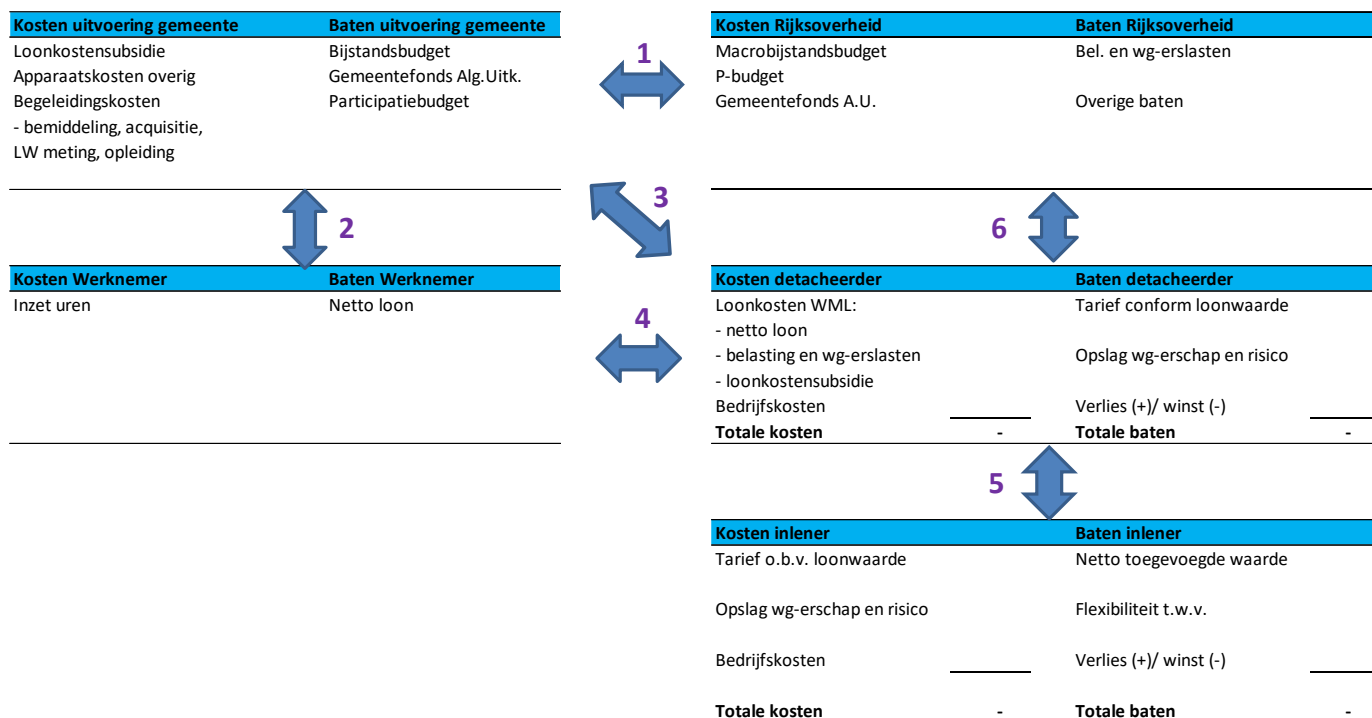 Kosten uitvoering gemeente Baten uitvoering gemeente
Loonkostensubsidie Bijstandsbudget
Apparaatskosten overig Gemeentefonds Alg.Uitk.
Begeleidingskosten Participatiebudget
- bemiddeling, acquisitie,
LW meting, opleiding
1
Kosten Rijksoverheid Baten Rijksoverheid
Macrobijstandsbudget Bel. en wg-erslasten
P-budget
Gemeentefonds A.U. Overige baten
2
3
6
Kosten Werknemer Baten Werknemer
Inzet uren Netto loon
4
Kosten detacheerder Baten detacheerder
Loonkosten WML: Tarief conform loonwaarde
- netto loon
- belasting en wg-erslasten Opslag wg-erschap en risico
- loonkostensubsidie
Bedrijfskosten Verlies (+)/ winst (-)
Totale kosten - Totale baten -
5
Kosten inlener Baten inlener
Tarief o.b.v. loonwaarde Netto toegevoegde waarde
Opslag wg-erschap en risico Flexibiliteit t.w.v.
Bedrijfskosten Verlies (+)/ winst (-)
Totale kosten - Totale baten -